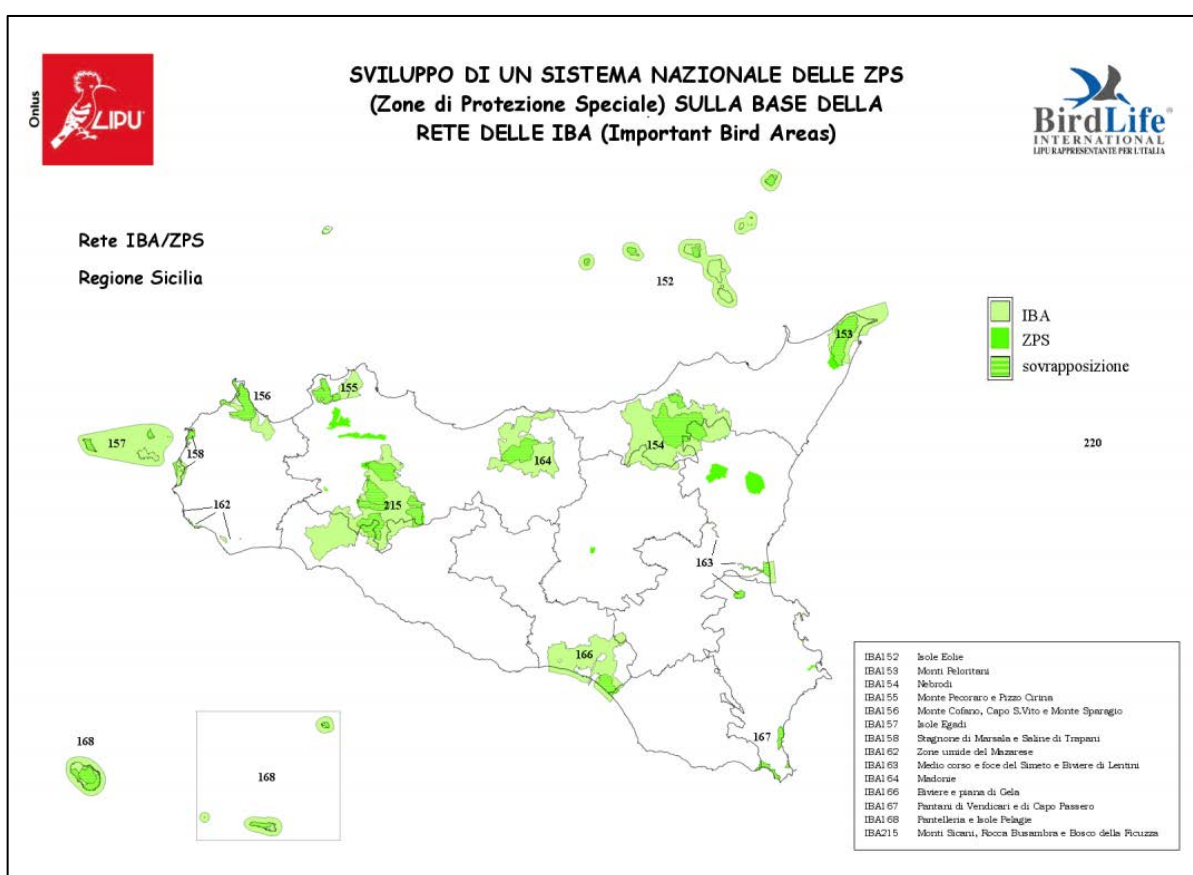 SVILUPPO DI UN SISTEMA NAZIONALE DELLE ZPS
(Zone di Protezione Speciale) SULLA BASE DELLA
RETE DELLE IBA (Important Bird Areas)
Onlus
LIPU
BirdLife
INTERNATIONAL
LIPU RAPPRESENTANTE PER L'ITALIA
Rete IBA/ZPS
Regione Sicilia
152
153
IBA
ZPS
sovrapposizione
155
156
154
157
158
164
220
162
215
163
166
167
168
168
IBA152 Isole Eolie
IBA153 Monti Peloritani
IBA154 Nebrodi
IBA155 Monte Pecoraro e Pizzo Cirina
IBA156 Monte Cofano, Capo S.Vito e Monte Sparagio
IBA157 Isole Egadi
IBA158 Stagnone di Marsala e Saline di Trapani
IBA162 Zone umide del Mazarese
IBA163 Medio corso e foce del Simeto e Biviere di Lentini
IBA164 Madonie
IBA166 Biviere e piana di Gela
IBA167 Pantani di Vendicari e di Capo Passero
IBA168 Pantelleria e Isole Pelagie
IBA215 Monti Sicani, Rocca Busambra e Bosco della Ficuzza